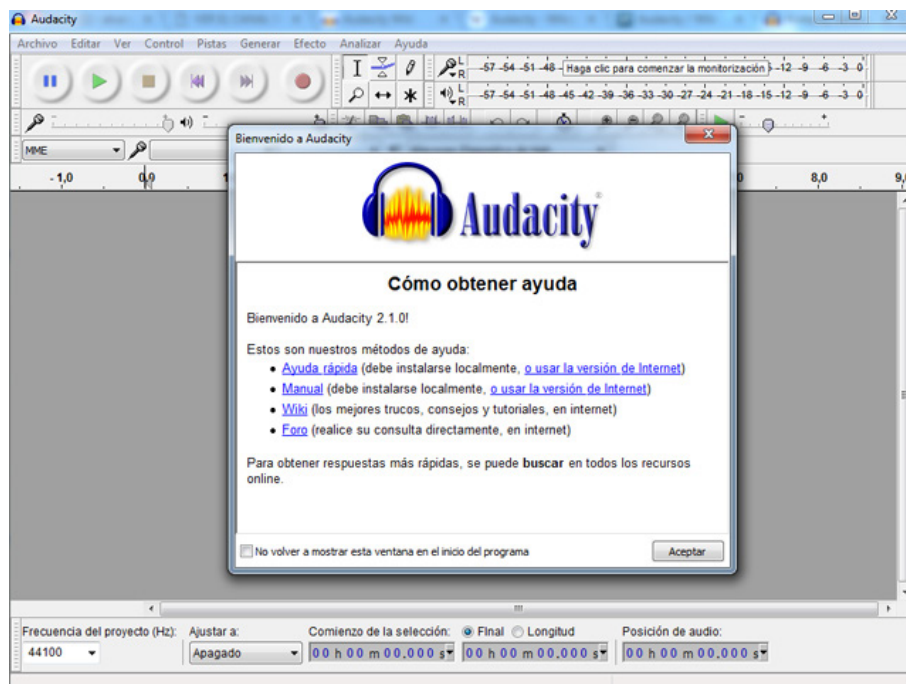 Audacity
Archivo Editar Ver Control Pistas Generar Efecto Analizar Ayuda
L R -57 -54 -51 -48 Haga clic para comenzar la monitorización -12 -9 -6 -3 0
L R -57 -54 -51 -48 -45 -42 -39 -36 -33 -30 -27 -24 -21 -18 -15 -12 -9 -6 -3 0
MME
-1,0 8,0 9,
Bienvenido a Audacity
Audacity®
Cómo obtener ayuda
Bienvenido a Audacity 2.1.0!
Estos son nuestros métodos de ayuda:
• Ayuda rápida (debe instalarse localmente, o usar la versión de Internet)
• Manual (debe instalarse localmente, o usar la versión de Internet)
• Wiki (los mejores trucos, consejos y tutoriales, en internet)
• Foro (realice su consulta directamente, en internet)
Para obtener respuestas más rápidas, se puede buscar en todos los recursos
online.
No volver a mostrar esta ventana en el inicio del programa Aceptar
Frecuencia del proyecto (Hz): Ajustar a: Comienzo de la selección: FInal Longitud Posición de audio:
44100 Apagado 00 h 00 m 00.000 s 00 h 00 m 00.000 s 00 h 00 m 00.000 s